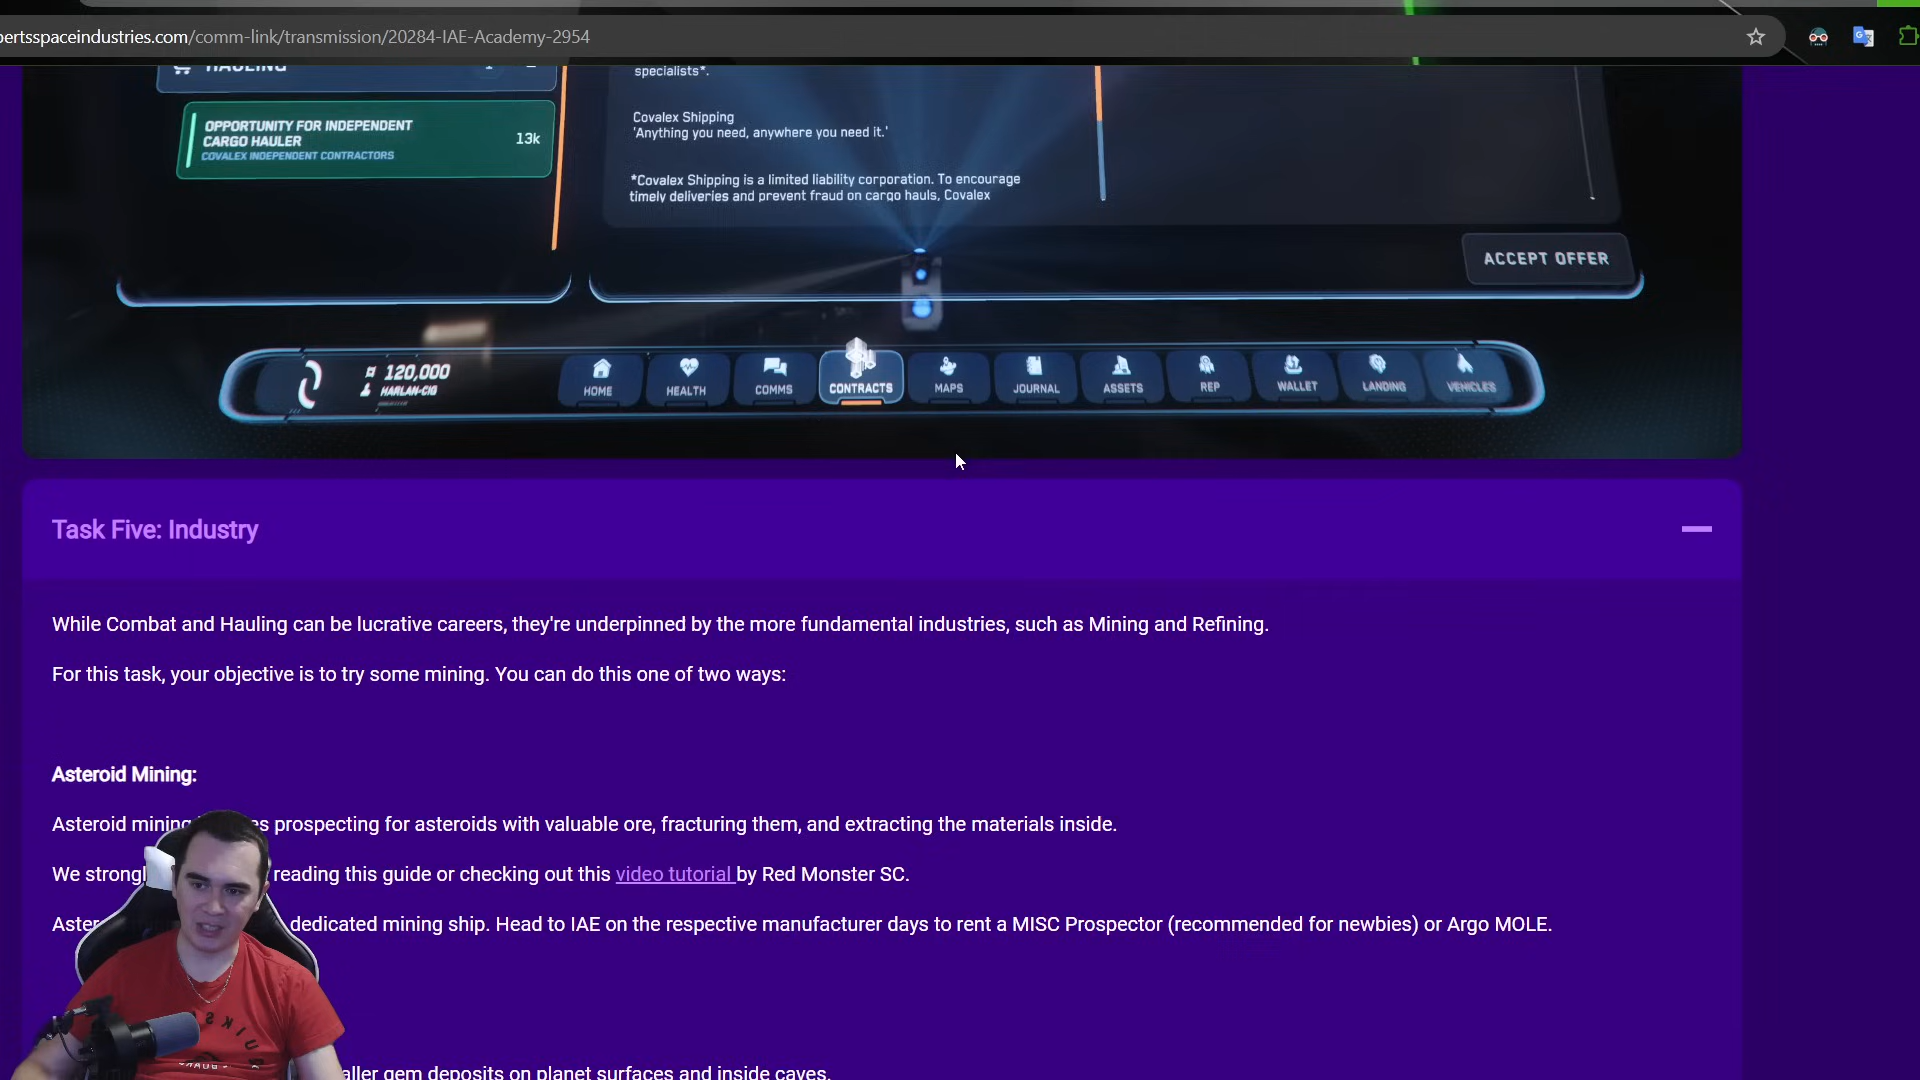 pertsspaceindustries.com/comm-link/transmission/20284-IAE-Academy-2954
HAULING
specialists*.
OPPORTUNITY FOR INDEPENDENT
CARGO HAULER
13k
COVALEX INDEPENDENT CONTRACTORS
Covalex Shipping
'Anything you need, anywhere you need it.'
*Covalex Shipping is a limited liability corporation. To encourage
timely deliveries and prevent fraud on cargo hauls, Covalex
ACCEPT OFFER
¤ 120,000
HARLAN-CIG
HOME HEALTH COMMS CONTRACTS MAPS JOURNAL ASSETS REP WALLET LANDING VEHICLES
Task Five: Industry
While Combat and Hauling can be lucrative careers, they're underpinned by the more fundamental industries, such as Mining and Refining.
For this task, your objective is to try some mining. You can do this one of two ways:
Asteroid Mining:
Asteroid mining prospecting for asteroids with valuable ore, fracturing them, and extracting the materials inside.
We strongl reading this guide or checking out this video tutorial by Red Monster SC.
Aster dedicated mining ship. Head to IAE on the respective manufacturer days to rent a MISC Prospector (recommended for newbies) or Argo MOLE.
aller gem deposits on planet surfaces and inside caves.